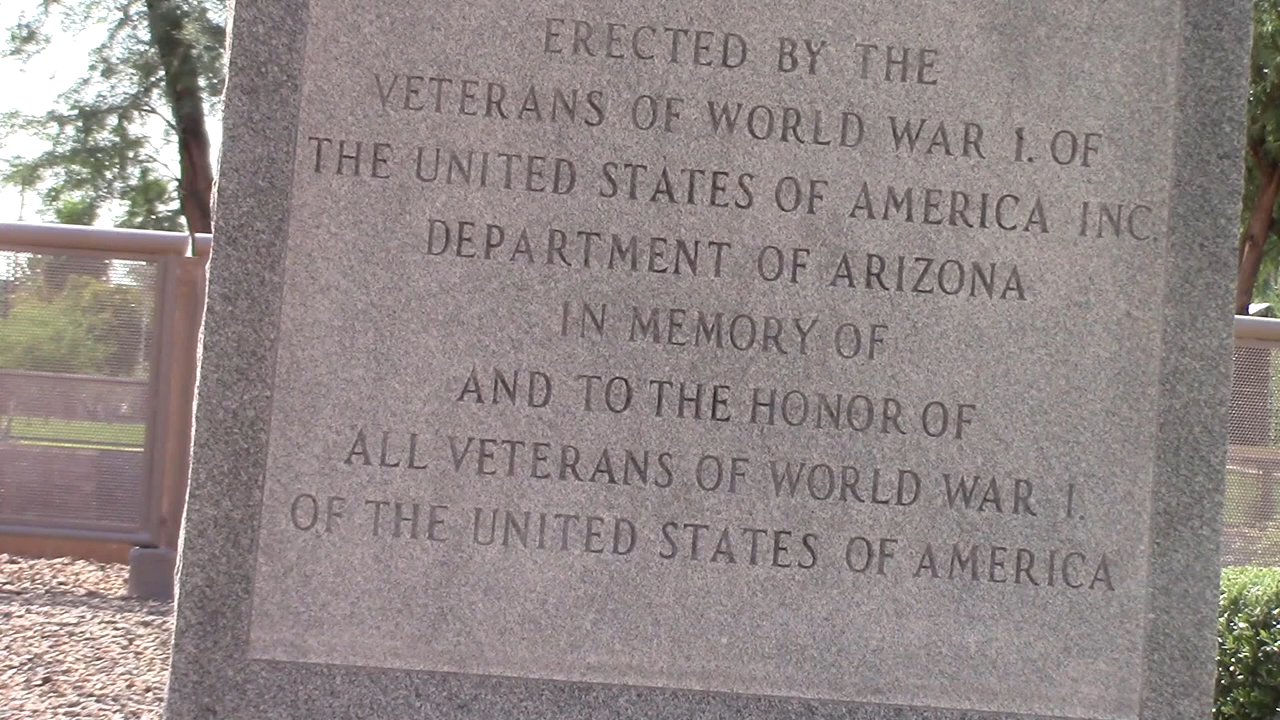 ERECTED BY THE
VETERANS OF WORLD WAR I. OF
THE UNITED STATES OF AMERICA INC.
DEPARTMENT OF ARIZONA
IN MEMORY OF
AND TO THE HONOR OF
ALL VETERANS OF WORLD WAR I.
OF THE UNITED STATES OF AMERICA